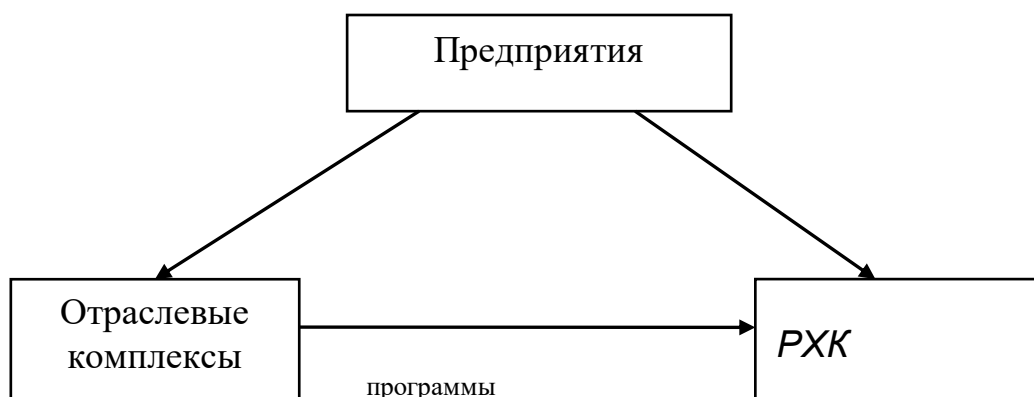 Предприятия
Отраслевые
комплексы
РХК
программы